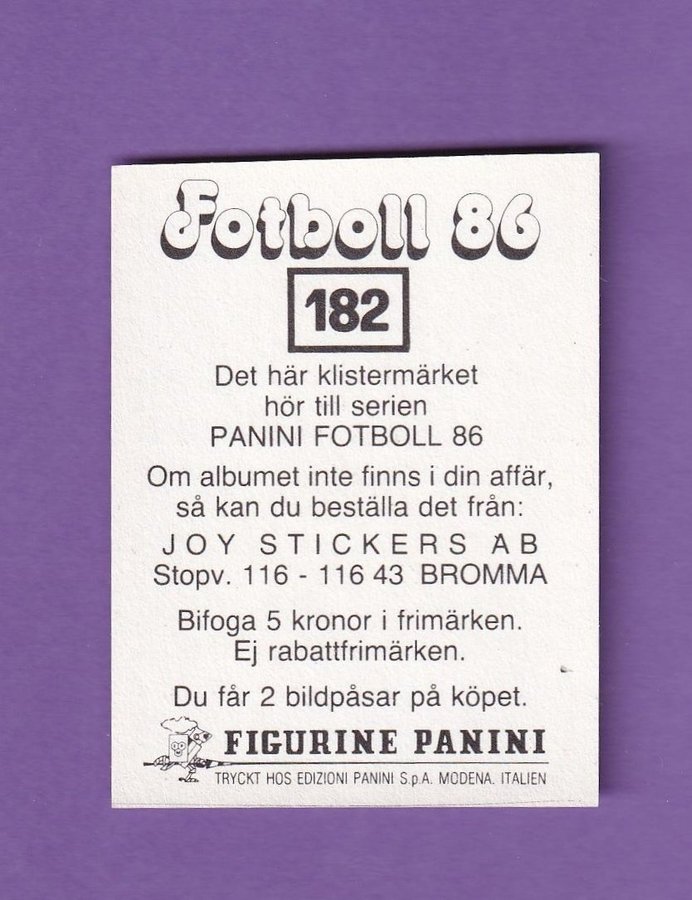 Fotboll 86
182
Det här klistermärket
hör till serien
PANINI FOTBOLL 86
Om albumet inte finns i din affär,
så kan du beställa det från:
JOY STICKERS AB
Stopv. 116 - 116 43 BROMMA
Bifoga 5 kronor i frimärken.
Ej rabattfrimärken.
Du får 2 bildpåsar på köpet.
FIGURINE PANINI
TRYCKT HOS EDIZIONI PANINI S.p.A. MODENA. ITALIEN